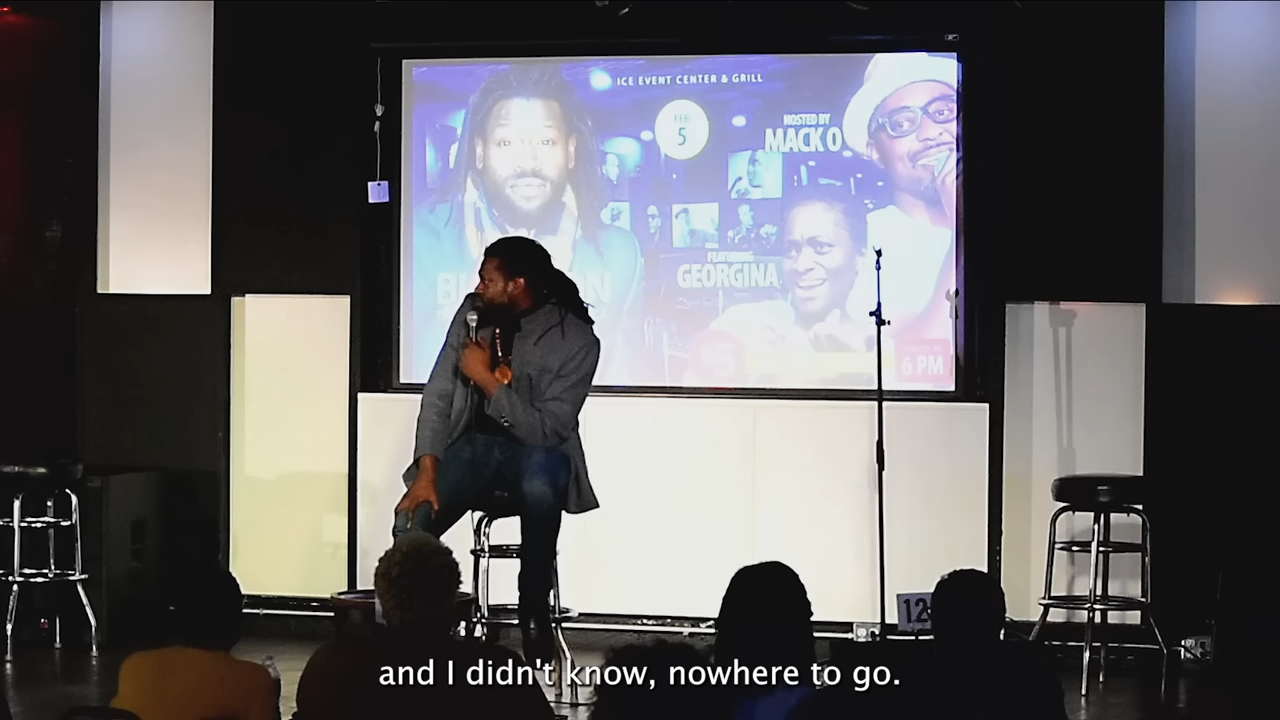 ICE EVENT CENTER & GRILL
FEB
5
HOSTED BY
MACK O
FEATURING
GEORGINA
6 PM
12
and I didn't know, nowhere to go.